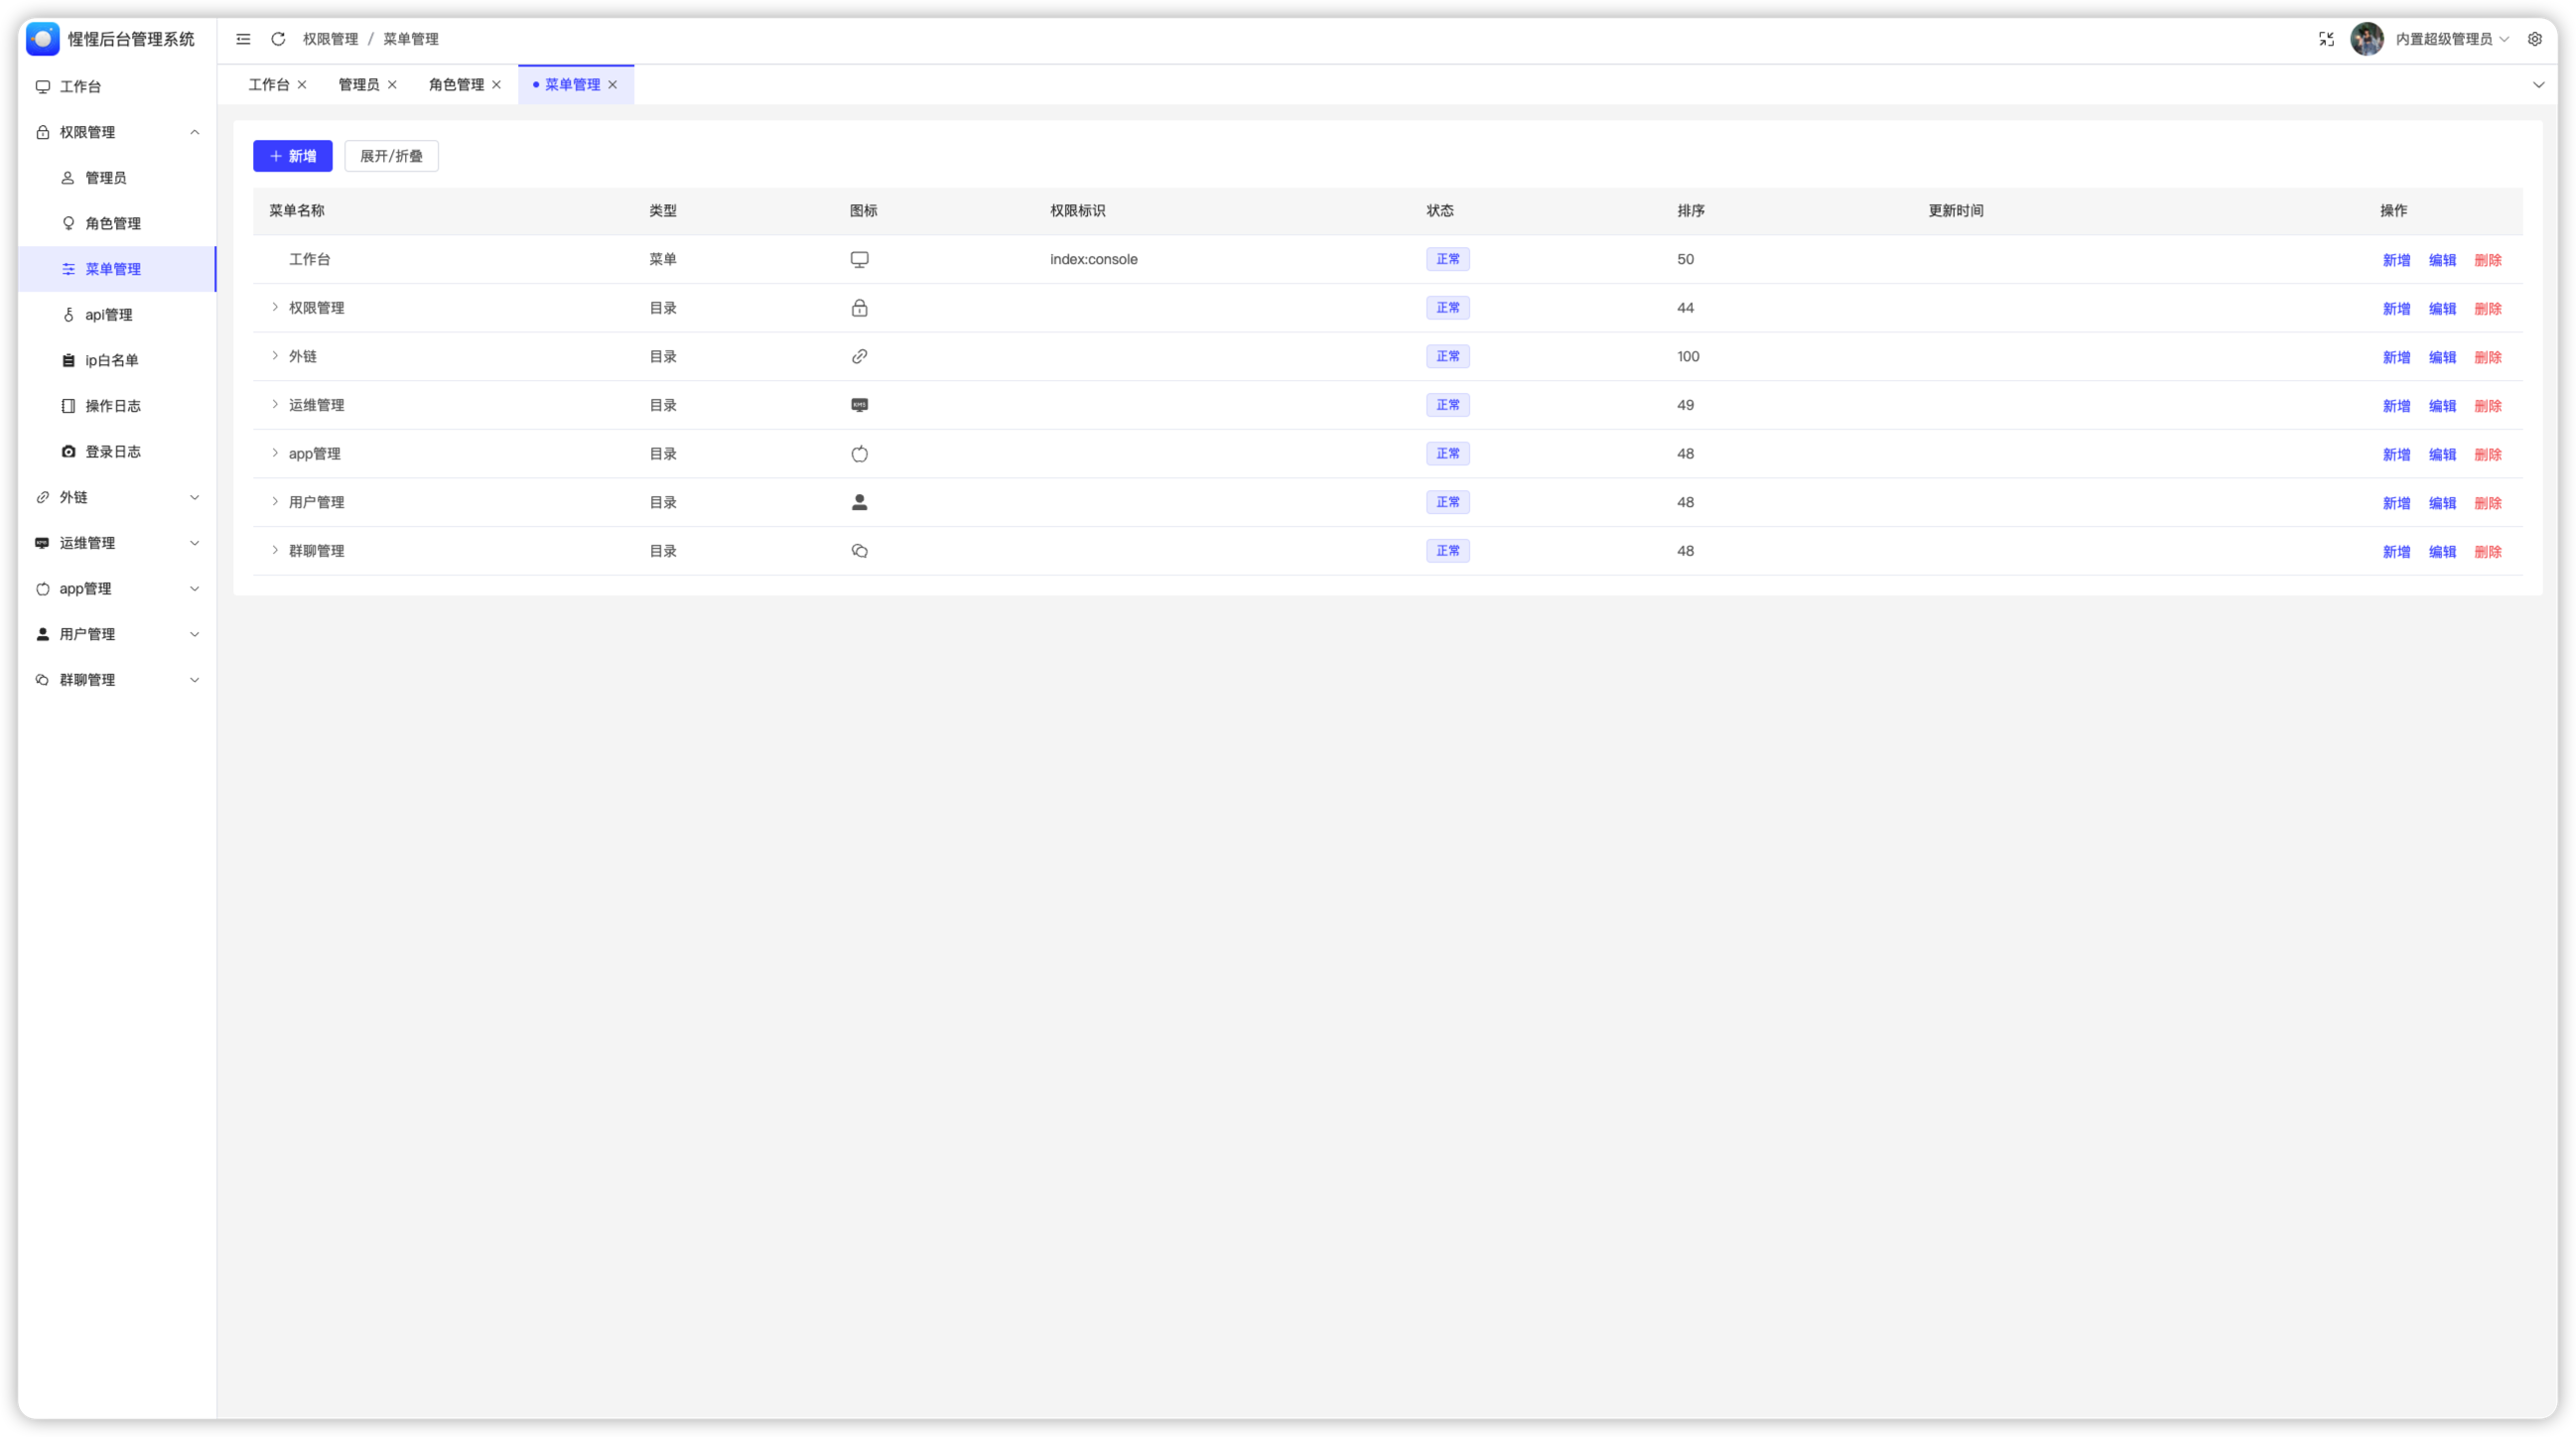 惺惺后台管理系统
权限管理 / 菜单管理
内置超级管理员
工作台
管理员
角色管理
菜单管理
工作台
权限管理
管理员
角色管理
菜单管理
api管理
ip白名单
操作日志
登录日志
外链
运维管理
app管理
用户管理
群聊管理
新增 展开/折叠
菜单名称 类型 图标 权限标识 状态 排序 更新时间 操作
工作台 菜单 index:console 正常 50 新增 编辑 删除
权限管理 目录 正常 44 新增 编辑 删除
外链 目录 正常 100 新增 编辑 删除
运维管理 目录 KMS 正常 49 新增 编辑 删除
app管理 目录 正常 48 新增 编辑 删除
用户管理 目录 正常 48 新增 编辑 删除
群聊管理 目录 正常 48 新增 编辑 删除